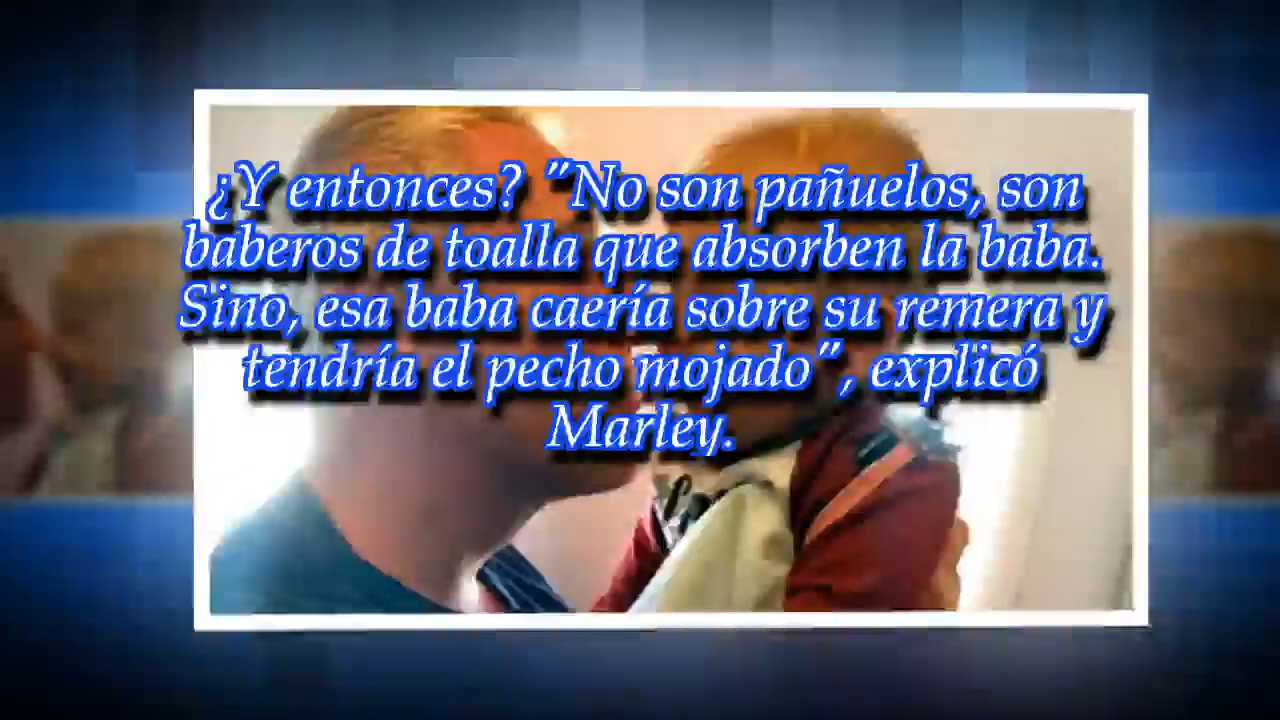 ¿Y entonces? "No son pañuelos, son
baberos de toalla que absorben la baba.
Sino, esa baba caería sobre su remera y
tendría el pecho mojado", explicó
Marley.